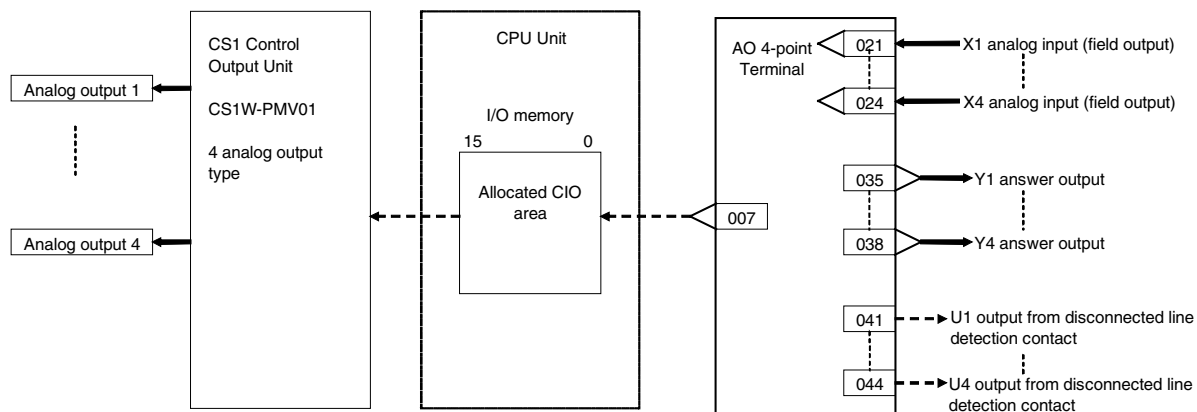 CS1 Control
Output Unit
CS1W-PMV01
4 analog output
type
Analog output 1
Analog output 4
CPU Unit
I/O memory
15 0
Allocated CIO
area
AO 4-point
Terminal
007
021
X1 analog input (field output)
024
X4 analog input (field output)
035
Y1 answer output
038
Y4 answer output
041
U1 output from disconnected line
detection contact
044
U4 output from disconnected line
detection contact